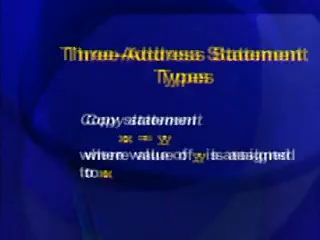 Three-Address Statement
Types
Copy statement
x = y
where value of y is assigned
to x